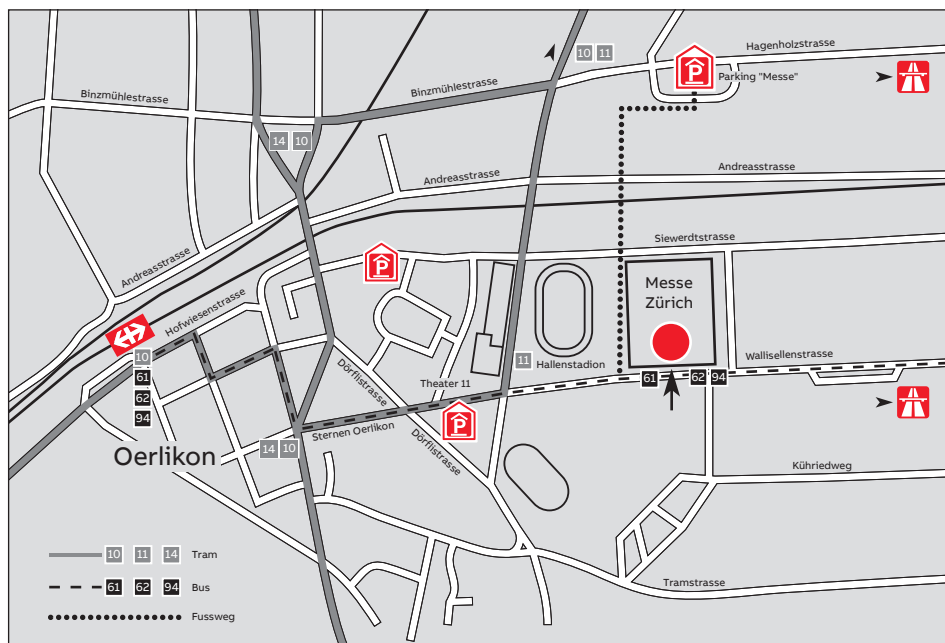 10 11
Hagenholzstrasse
P
Parking "Messe"
Binzmühlestrasse
Binzmühlestrasse
14 10
Andreasstrasse
Andreasstrasse
Andreasstrasse
Siewerdtstrasse
P
Hofwiesenstrasse
Messe
Zürich
10
61
62
94
Dörflistrasse
11
Hallenstadion
Wallisellenstrasse
61 62 94
Theater 11
P
Sternen Oerlikon
Dörflistrasse
14 10
Oerlikon
Kühriedweg
10 11 14 Tram
61 62 94 Bus
Tramstrasse
Fussweg